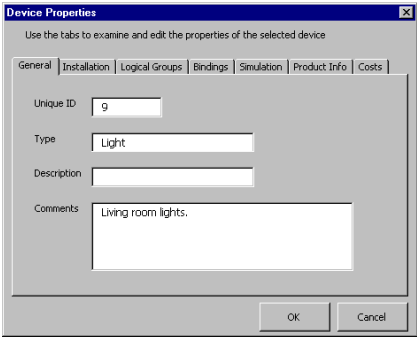 Device Properties
Use the tabs to examine and edit the properties of the selected device
General Installation Logical Groups Bindings Simulation Product Info Costs
Unique ID 9
Type Light
Description
Comments Living room lights.
OK Cancel